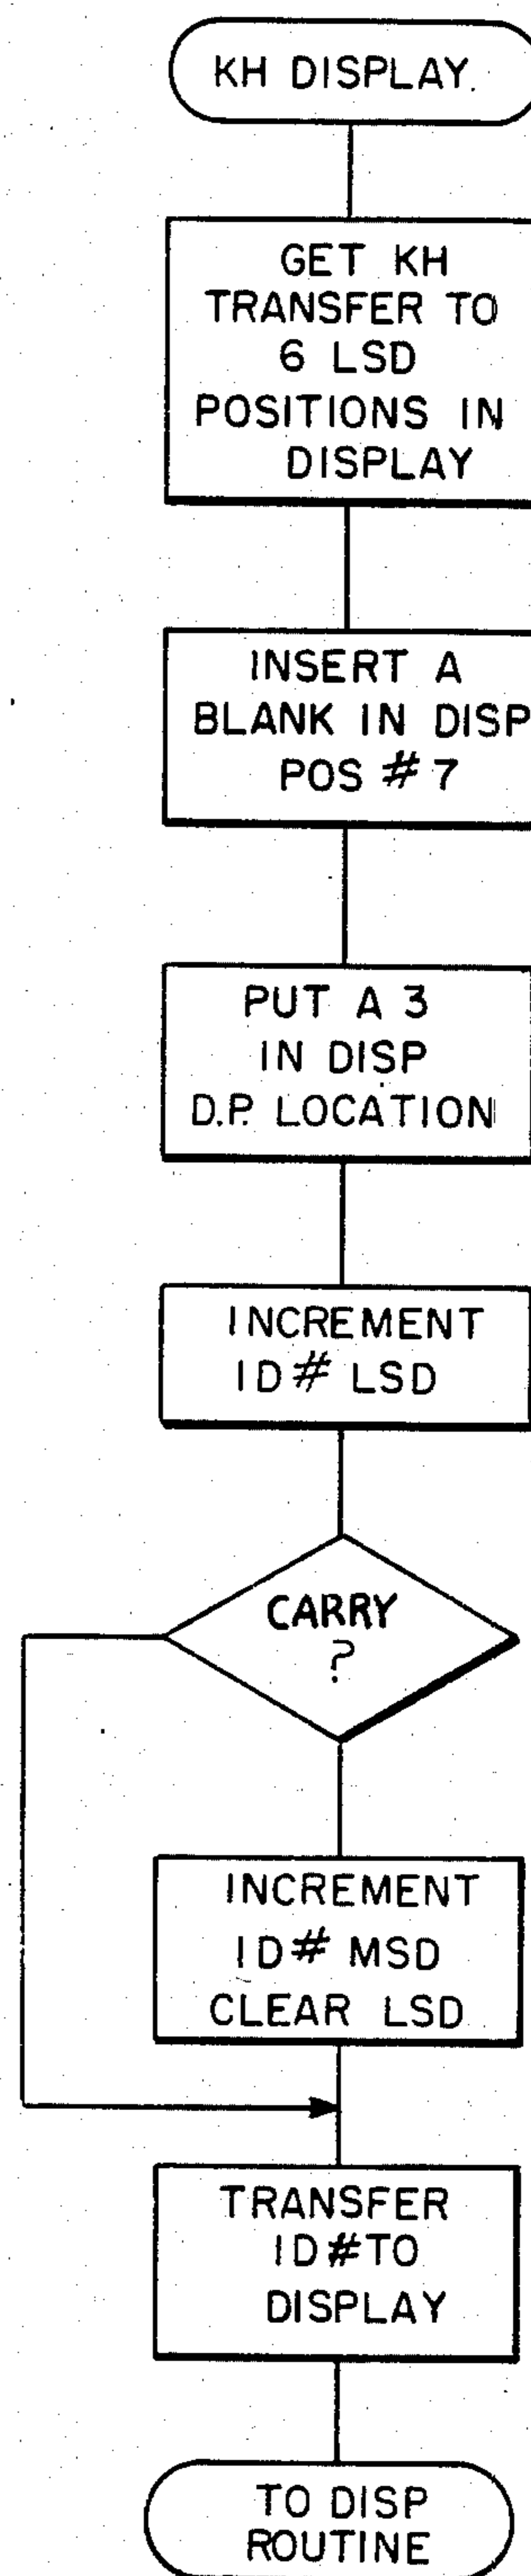 KH DISPLAY.
GET KH
TRANSFER TO
6 LSD
POSITIONS IN
DISPLAY
INSERT A
BLANK IN DISP
POS #7
PUT A 3
IN DISP
D.P. LOCATION
INCREMENT
ID# LSD
CARRY
?
INCREMENT
ID# MSD
CLEAR LSD
TRANSFER
ID# TO
DISPLAY
TO DISP
ROUTINE